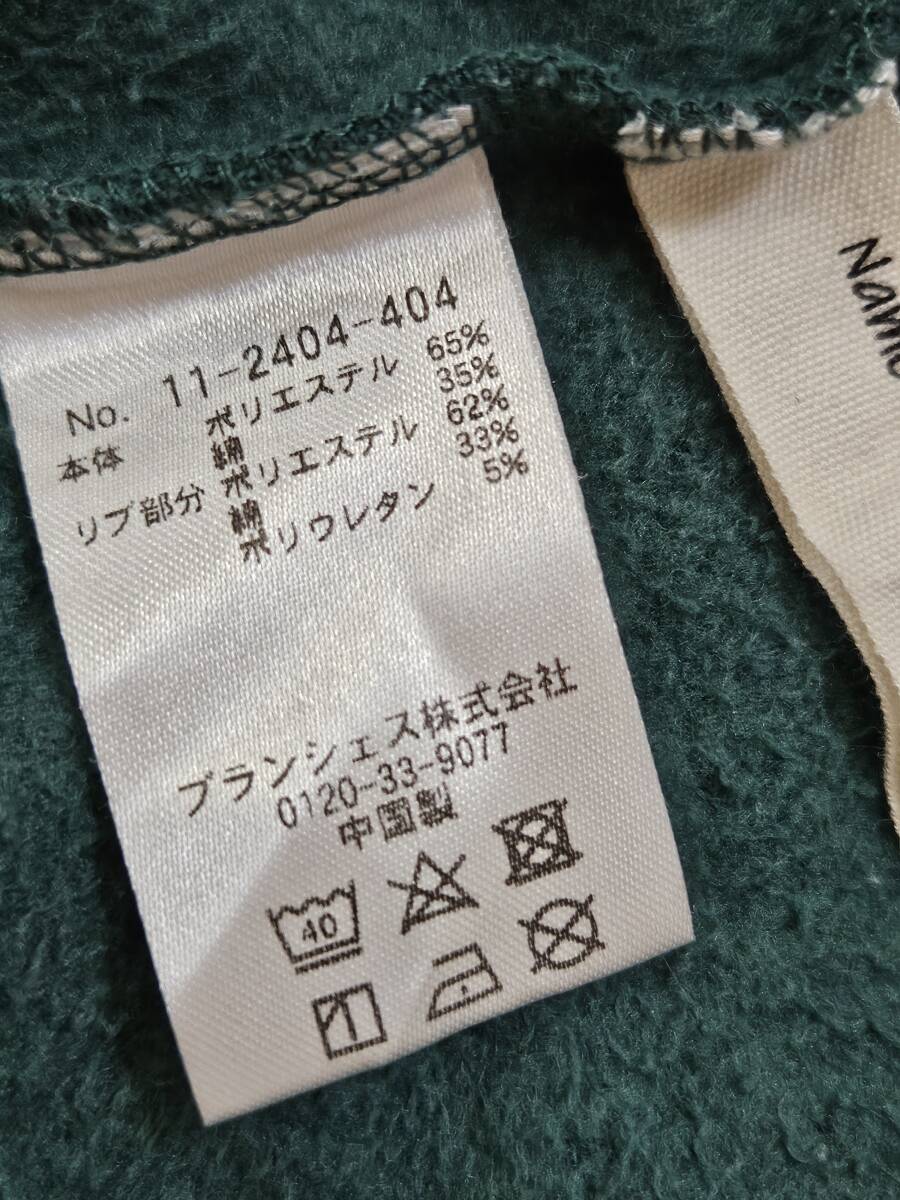 No. 11-2404-404
本体 ポリエステル 65%
綿 35%
リブ部分 ポリエステル 62%
綿 33%
ポリウレタン 5%
ブランシェス株式会社
0120-33-9077
中国製
40
Name